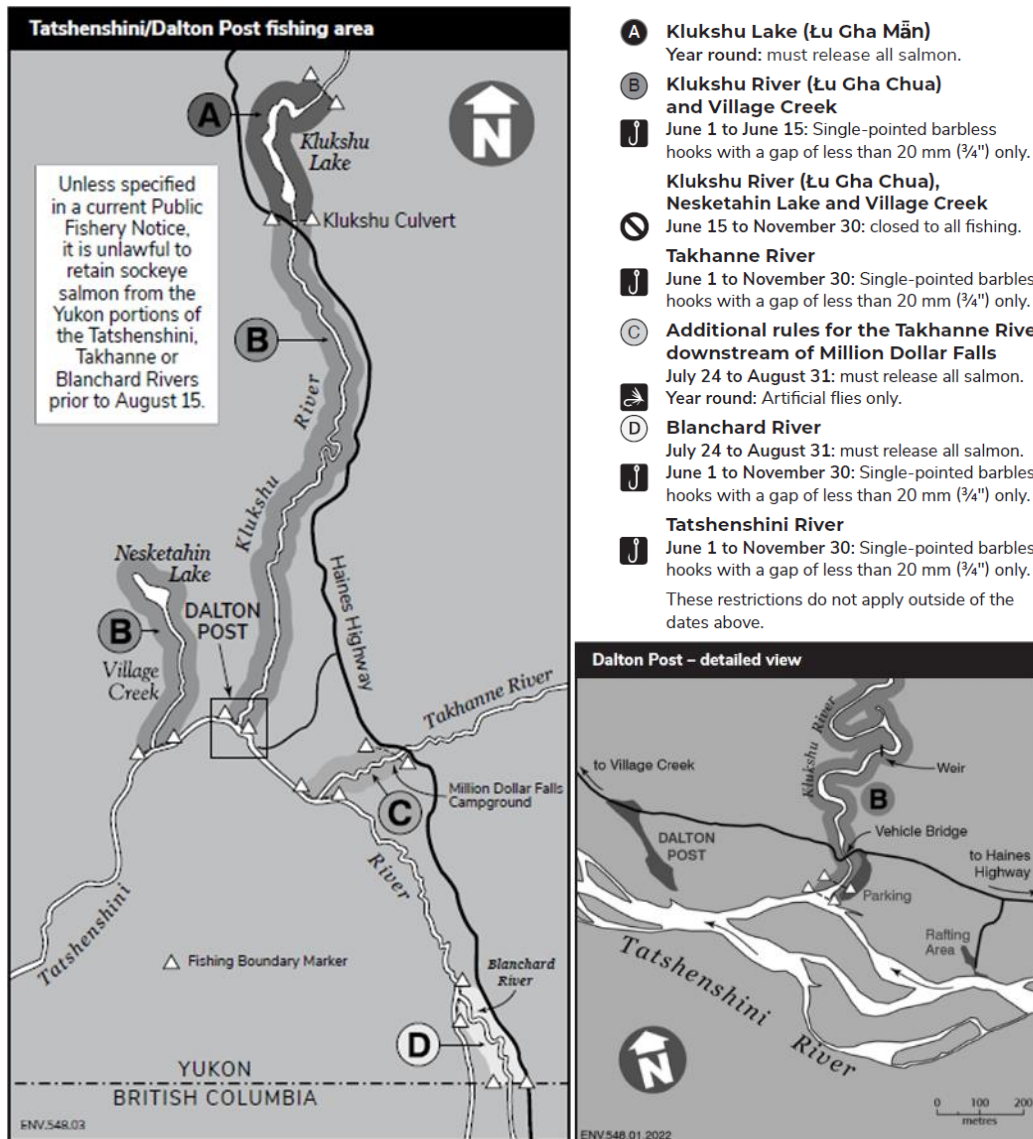 Tatshenshini/Dalton Post fishing area
A
Klukshu
Lake
N
Unless specified
in a current Public
Fishery Notice,
it is unlawful to
retain sockeye
salmon from the
Yukon portions of
the Tatshenshini,
Takhanne or
Blanchard Rivers
prior to August 15.
Klukshu Culvert
B
Klukshu River
Nesketahin
Lake
DALTON
POST
B
Village
Creek
Haines Highway
Takhanne River
Million Dollar Falls
Campground
C
Tatshenshini River
Fishing Boundary Marker
Blanchard
River
D
YUKON
BRITISH COLUMBIA
ENV.548.03
A Klukshu Lake (Łu Gha Mǟn)
Year round: must release all salmon.
B Klukshu River (Łu Gha Chua)
and Village Creek
June 1 to June 15: Single-pointed barbless
hooks with a gap of less than 20 mm (¾") only.
Klukshu River (Łu Gha Chua),
Nesketahin Lake and Village Creek
June 15 to November 30: closed to all fishing.
Takhanne River
June 1 to November 30: Single-pointed barbles
hooks with a gap of less than 20 mm (¾") only.
C Additional rules for the Takhanne Rive
downstream of Million Dollar Falls
July 24 to August 31: must release all salmon.
Year round: Artificial flies only.
D Blanchard River
July 24 to August 31: must release all salmon.
June 1 to November 30: Single-pointed barbles
hooks with a gap of less than 20 mm (¾") only.
Tatshenshini River
June 1 to November 30: Single-pointed barbles
hooks with a gap of less than 20 mm (¾") only.
These restrictions do not apply outside of the
dates above.
Dalton Post – detailed view
Klukshu River
to Village Creek
Weir
B
DALTON
POST
Vehicle Bridge
to Haines
Highway
Parking
Rafting
Area
Tatshenshini River
N
0 100 200
metres
ENV.548.01.2022